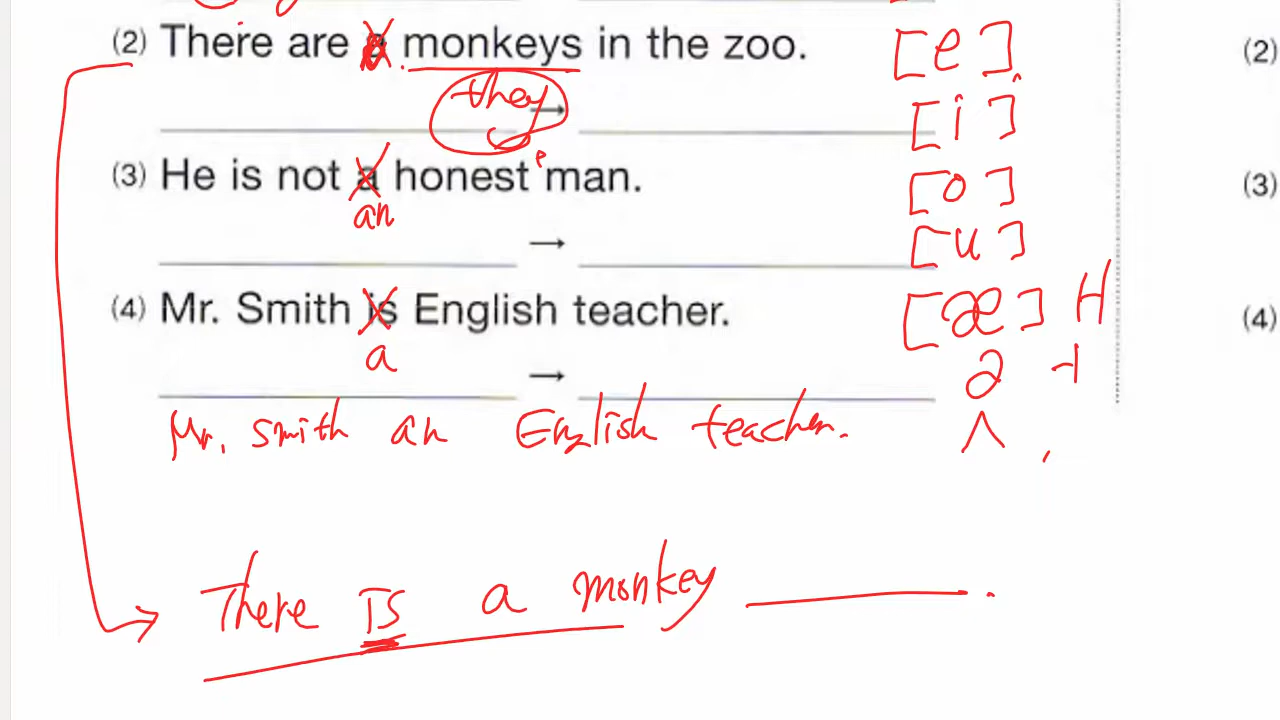 (2) There are a monkeys in the zoo. [e]
(2)
they →
[i]
(3) He is not a honest man. [o]
(3)
an
→ [u]
(4) Mr. Smith is English teacher. [æ] ㅐ
(4)
a
→ ə ㅓ
Mr. smith an English teacher. ʌ
There IS a monkey